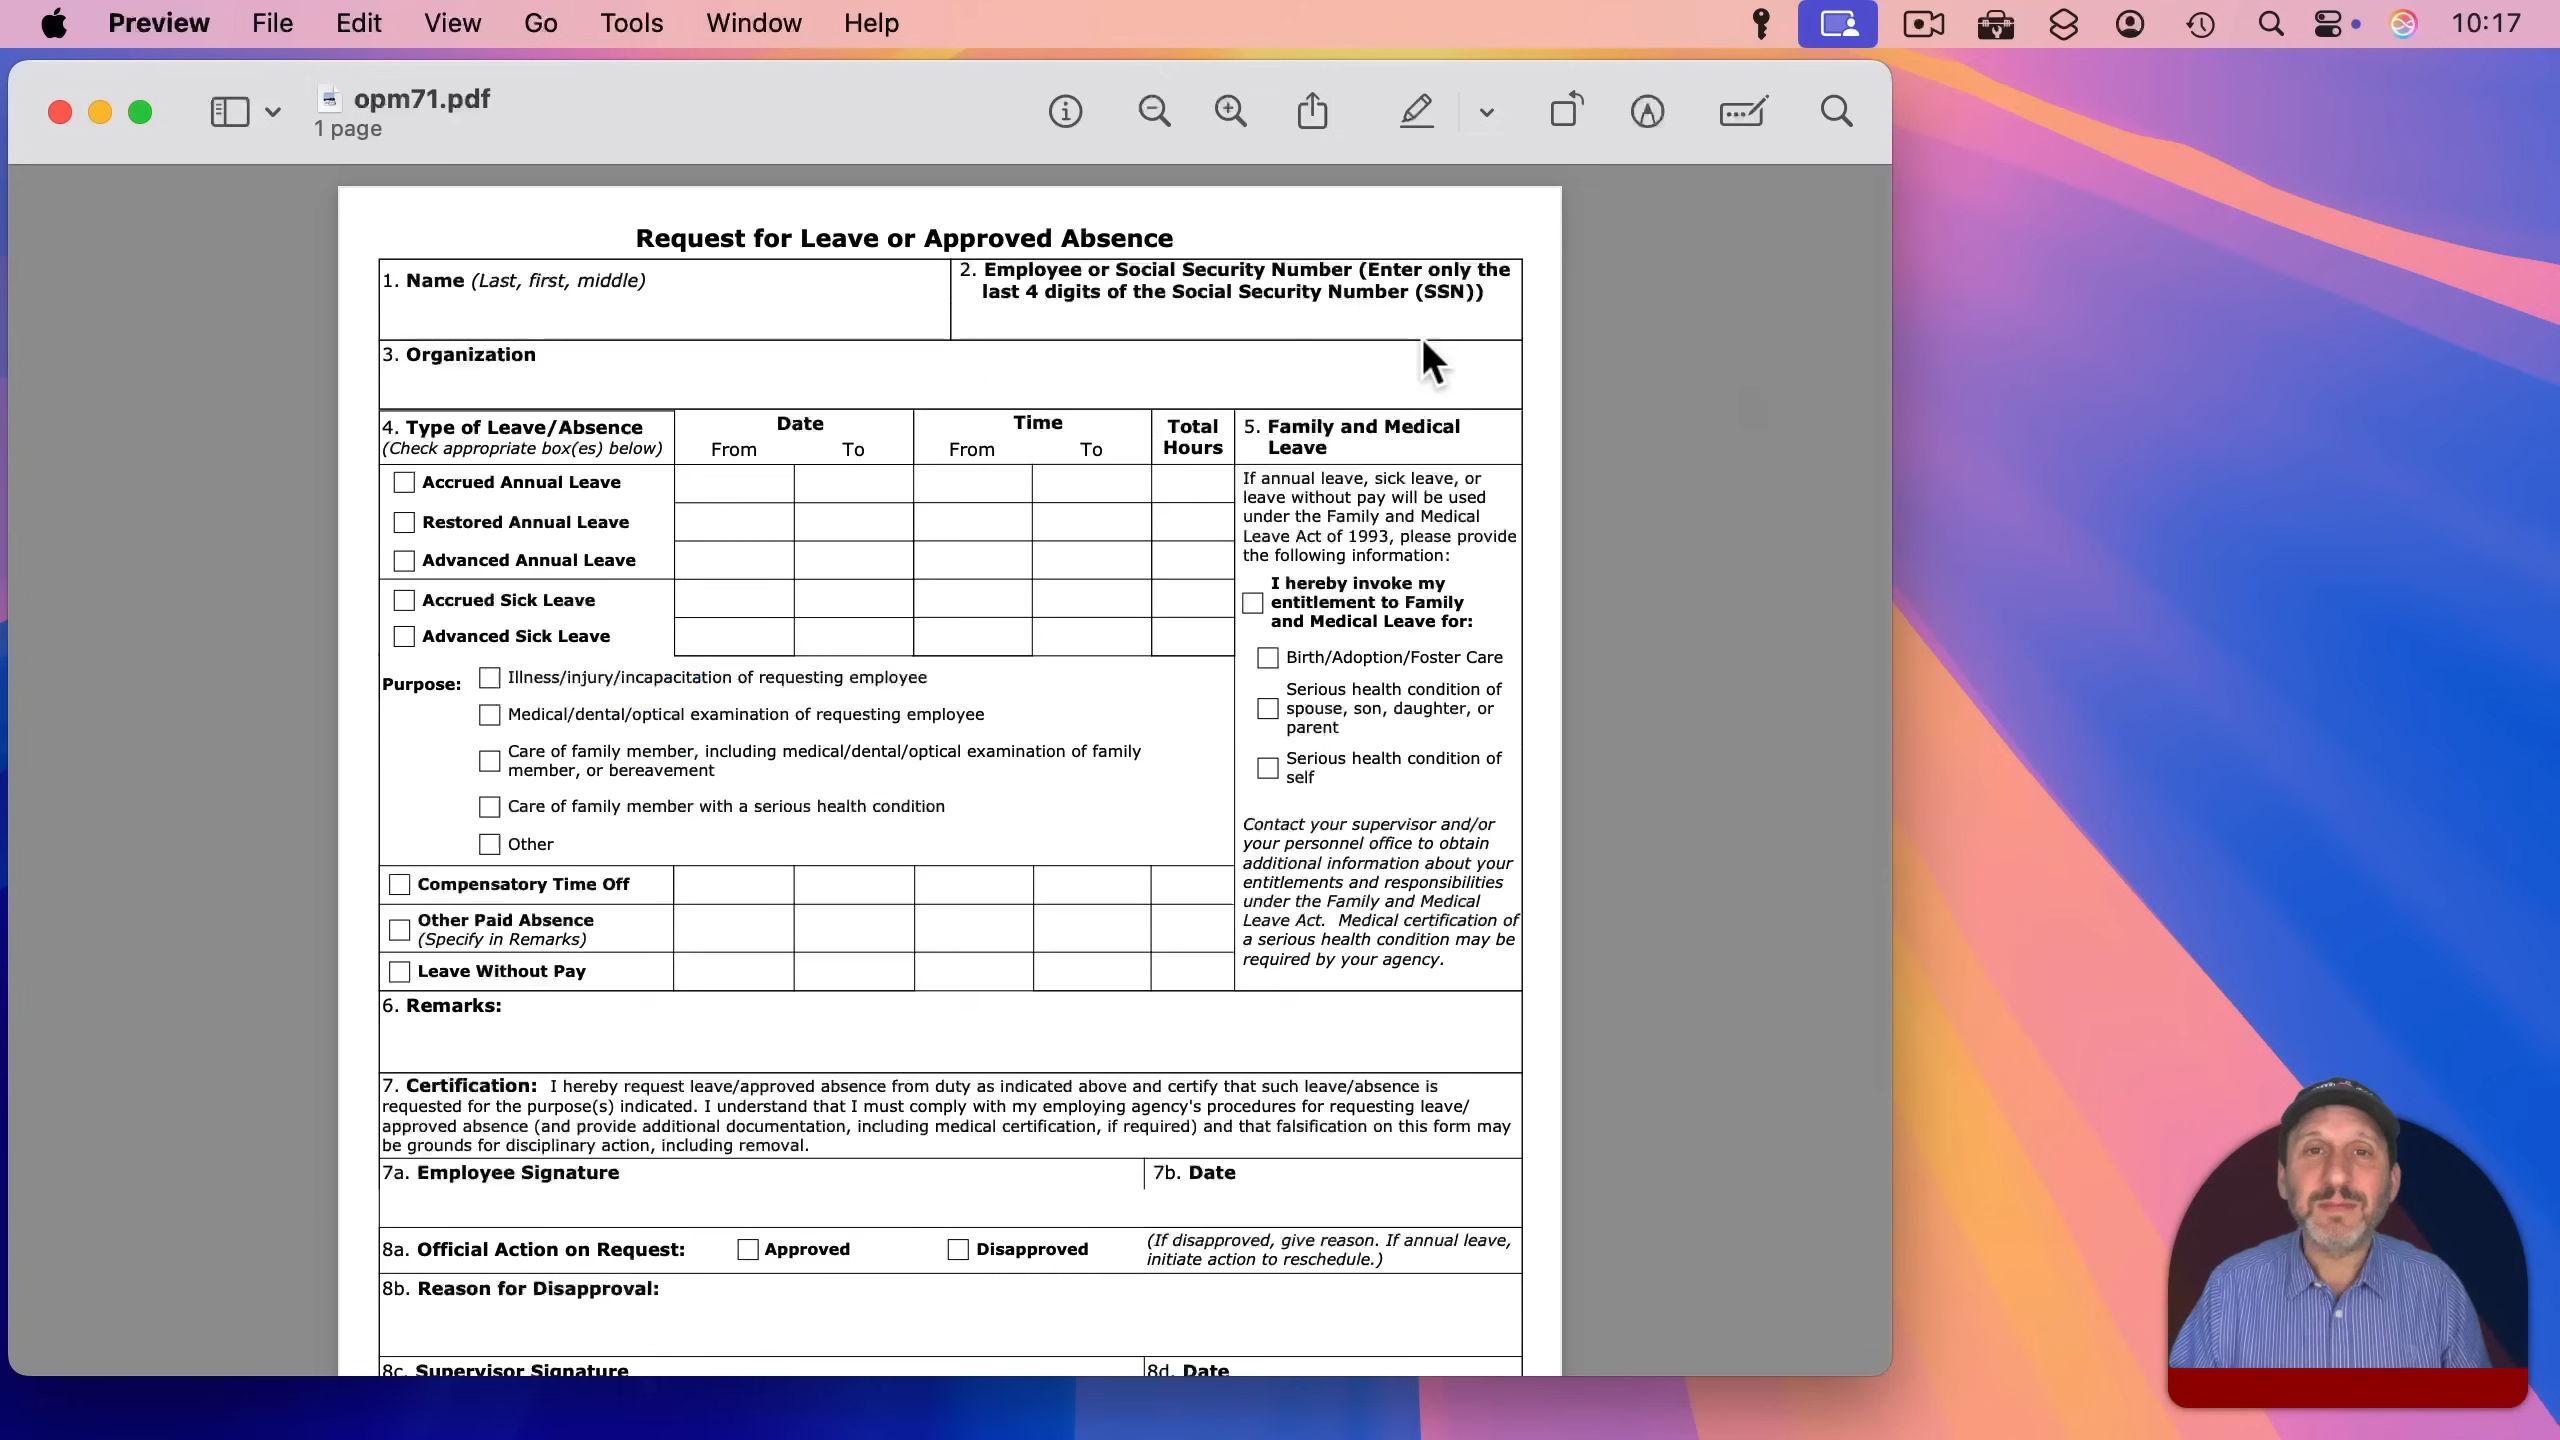 Preview File Edit View Go Tools Window Help 10:17
opm71.pdf
1 page
Request for Leave or Approved Absence
1. Name (Last, first, middle)
2. Employee or Social Security Number (Enter only the
last 4 digits of the Social Security Number (SSN))
3. Organization
4. Type of Leave/Absence
(Check appropriate box(es) below)
Date
From To
Time
From To
Total
Hours
5. Family and Medical
Leave
Accrued Annual Leave
Restored Annual Leave
Advanced Annual Leave
Accrued Sick Leave
Advanced Sick Leave
Purpose:
Illness/injury/incapacitation of requesting employee
Medical/dental/optical examination of requesting employee
Care of family member, including medical/dental/optical examination of family
member, or bereavement
Care of family member with a serious health condition
Other
Compensatory Time Off
Other Paid Absence
(Specify in Remarks)
Leave Without Pay
If annual leave, sick leave, or
leave without pay will be used
under the Family and Medical
Leave Act of 1993, please provide
the following information:
I hereby invoke my
entitlement to Family
and Medical Leave for:
Birth/Adoption/Foster Care
Serious health condition of
spouse, son, daughter, or
parent
Serious health condition of
self
Contact your supervisor and/or
your personnel office to obtain
additional information about your
entitlements and responsibilities
under the Family and Medical
Leave Act. Medical certification of
a serious health condition may be
required by your agency.
6. Remarks:
7. Certification: I hereby request leave/approved absence from duty as indicated above and certify that such leave/absence is
requested for the purpose(s) indicated. I understand that I must comply with my employing agency's procedures for requesting leave/
approved absence (and provide additional documentation, including medical certification, if required) and that falsification on this form may
be grounds for disciplinary action, including removal.
7a. Employee Signature
7b. Date
8a. Official Action on Request: Approved Disapproved
(If disapproved, give reason. If annual leave,
initiate action to reschedule.)
8b. Reason for Disapproval:
8c. Supervisor Signature
8d. Date